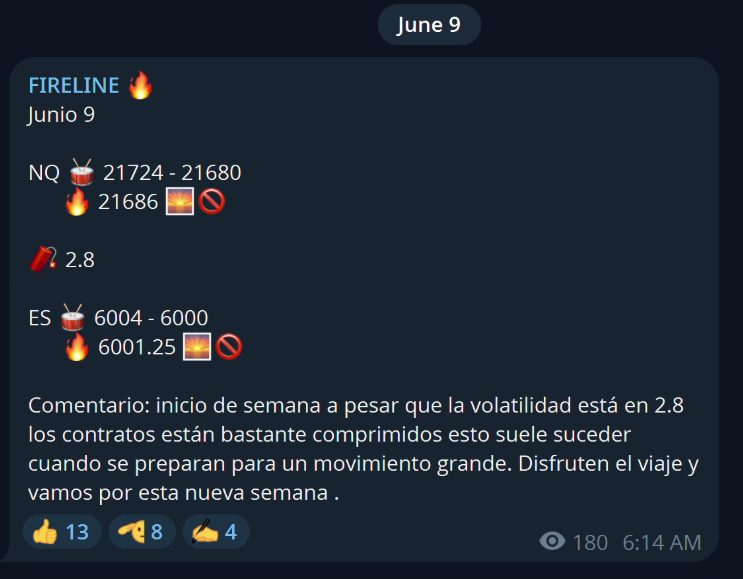 June 9
FIRELINE 🔥
Junio 9
NQ 🥁 21724 - 21680
🔥 21686 🌅🚫
🧨 2.8
ES 🥁 6004 - 6000
🔥 6001.25 🌅🚫
Comentario: inicio de semana a pesar que la volatilidad está en 2.8
los contratos están bastante comprimidos esto suele suceder
cuando se preparan para un movimiento grande. Disfruten el viaje y
vamos por esta nueva semana .
👍 13 🫰 8 ✍️ 4
180 6:14 AM